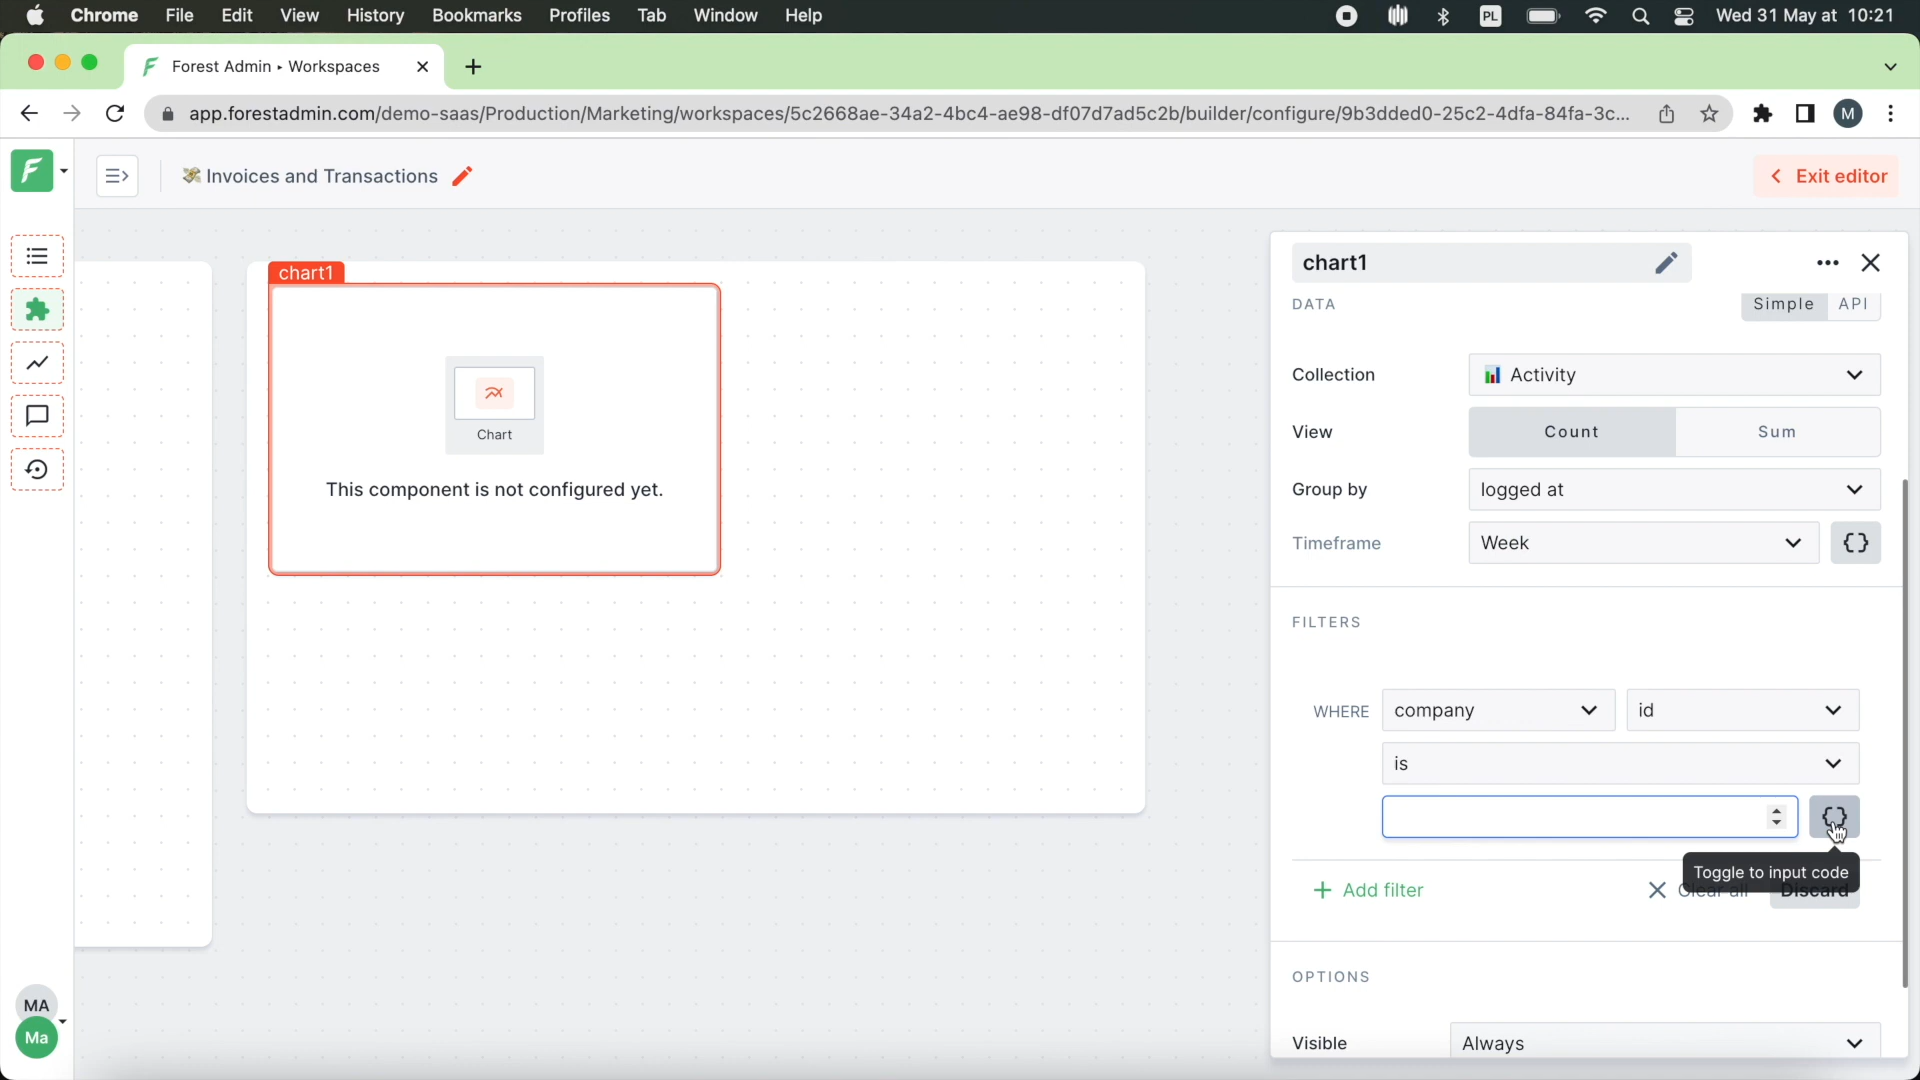 Chrome File Edit View History Bookmarks Profiles Tab Window Help PL Wed 31 May at 10:21
Forest Admin ▸ Workspaces
app.forestadmin.com/demo-saas/Production/Marketing/workspaces/5c2668ae-34a2-4bc4-ae98-df07d7ad5c2b/builder/configure/9b3dded0-25c2-4dfa-84fa-3c... M
Invoices and Transactions Exit editor
chart1
Chart
This component is not configured yet.
MA
Ma
chart1
DATA Simple API
Collection Activity
View Count Sum
Group by logged at
Timeframe Week {}
FILTERS
WHERE company id
is
{}
Toggle to input code
+ Add filter Clear all Discard
OPTIONS
Visible Always